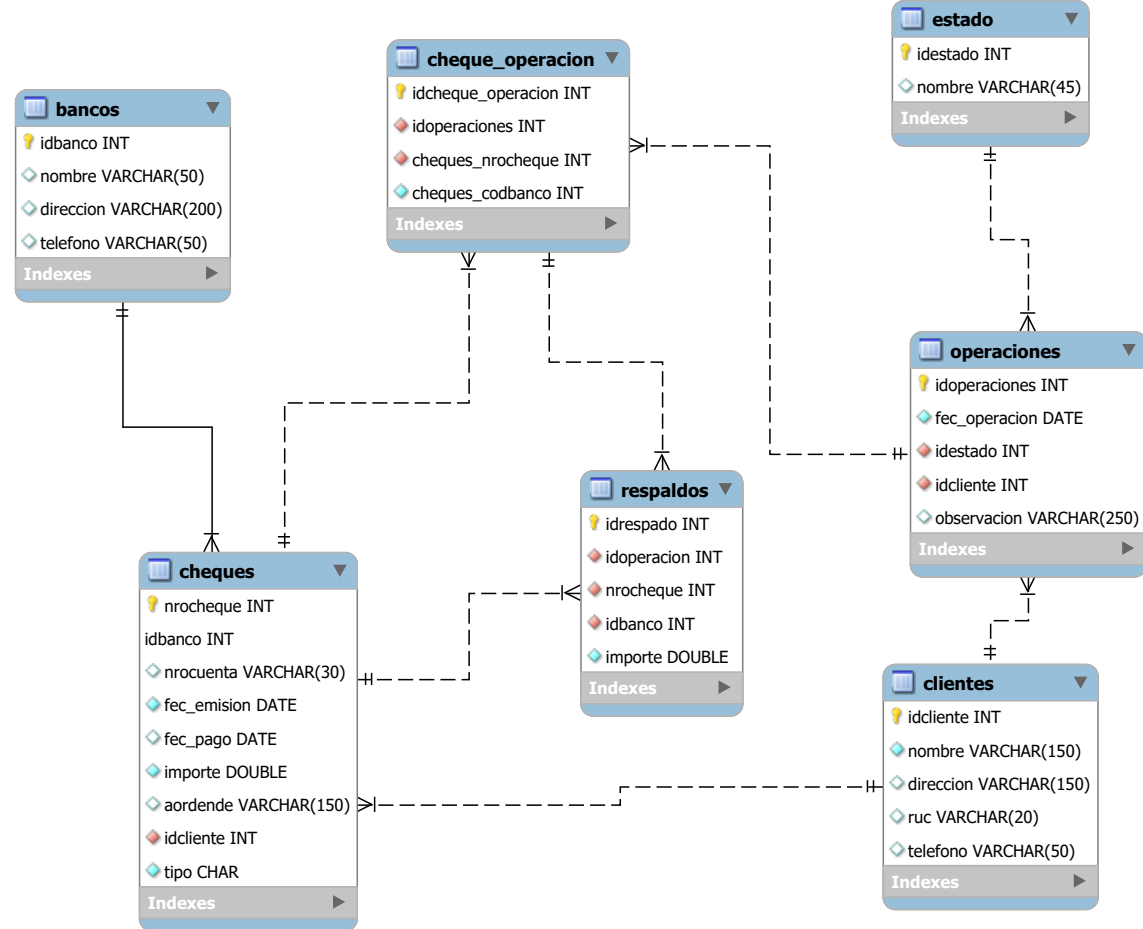 bancos
idbanco INT
nombre VARCHAR(50)
direccion VARCHAR(200)
telefono VARCHAR(50)
Indexes
cheque_operacion
idcheque_operacion INT
idoperaciones INT
cheques_nrocheque INT
cheques_codbanco INT
Indexes
estado
idestado INT
nombre VARCHAR(45)
Indexes
operaciones
idoperaciones INT
fec_operacion DATE
idestado INT
idcliente INT
observacion VARCHAR(250)
Indexes
respaldos
idrespado INT
idoperacion INT
nrocheque INT
idbanco INT
importe DOUBLE
Indexes
cheques
nrocheque INT
idbanco INT
nrocuenta VARCHAR(30)
fec_emision DATE
fec_pago DATE
importe DOUBLE
aordende VARCHAR(150)
idcliente INT
tipo CHAR
Indexes
clientes
idcliente INT
nombre VARCHAR(150)
direccion VARCHAR(150)
ruc VARCHAR(20)
telefono VARCHAR(50)
Indexes